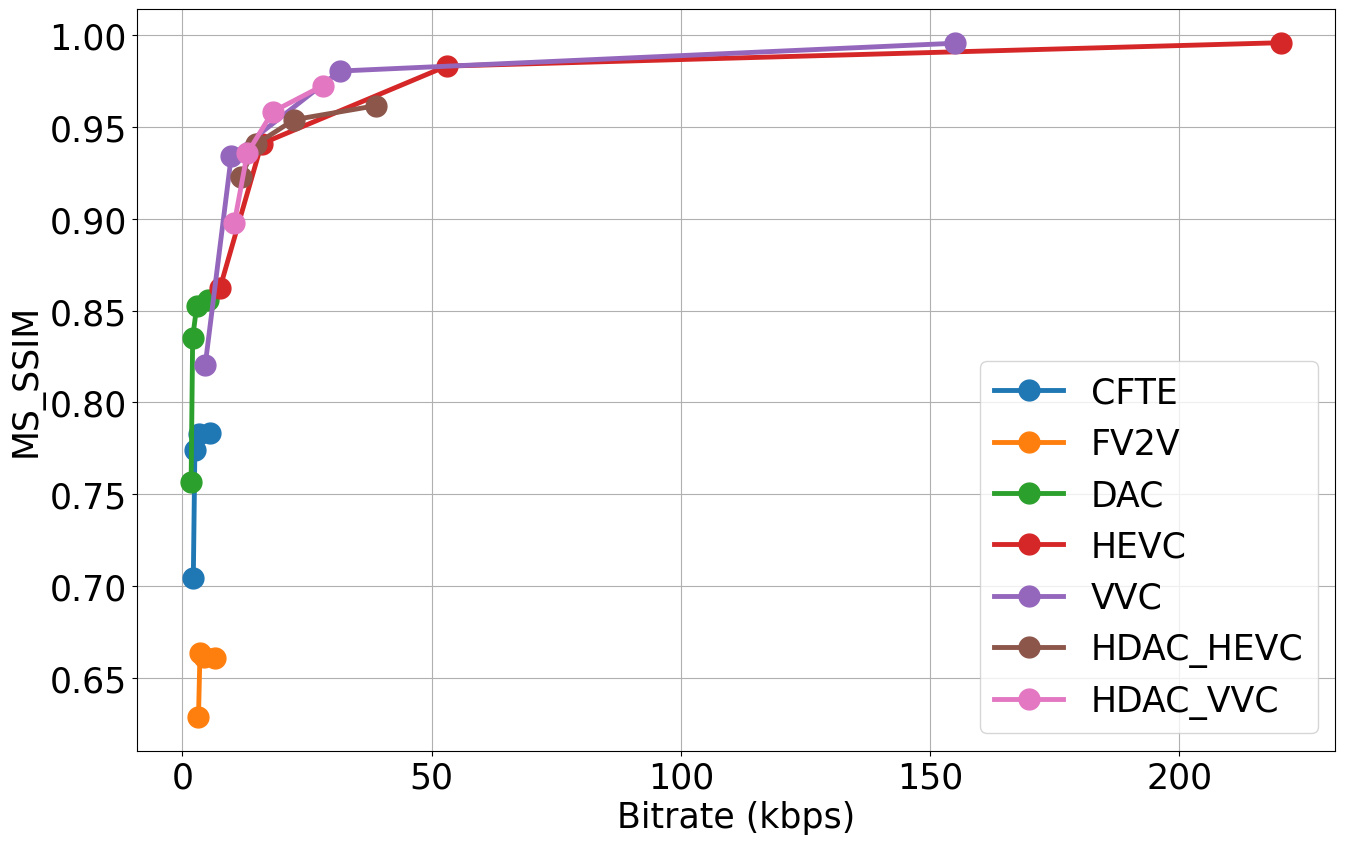 1.00
0.95
0.90
0.85
0.80
0.75
0.70
0.65
MS_SSIM
0
50
100
150
200
Bitrate (kbps)
CFTE
FV2V
DAC
HEVC
VVC
HDAC_HEVC
HDAC_VVC